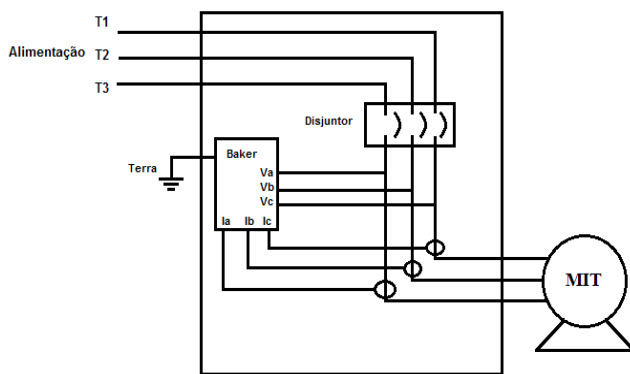 T1
Alimentação
T2
T3
Disjuntor
Baker
Terra
Va
Vb
Vc
Ia Ib Ic
MIT